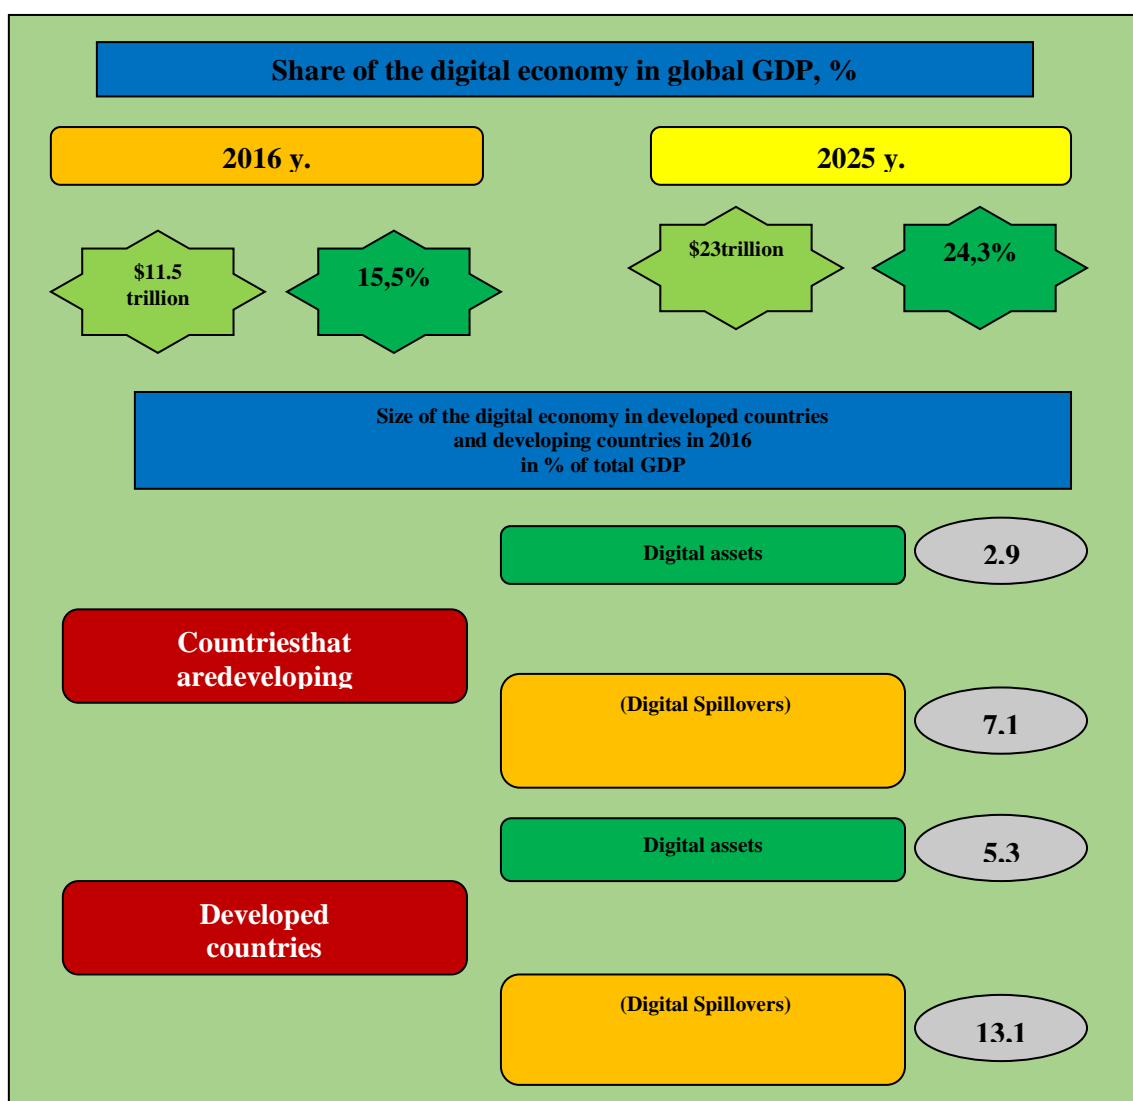 Share of the digital economy in global GDP, %
2016 y.
2025 y.
$11.5
trillion
15,5%
$23trillion
24,3%
Size of the digital economy in developed countries
and developing countries in 2016
in % of total GDP
Digital assets
2,9
Countriesthat
aredeveloping
(Digital Spillovers)
7,1
Digital assets
5,3
Developed
countries
(Digital Spillovers)
13,1